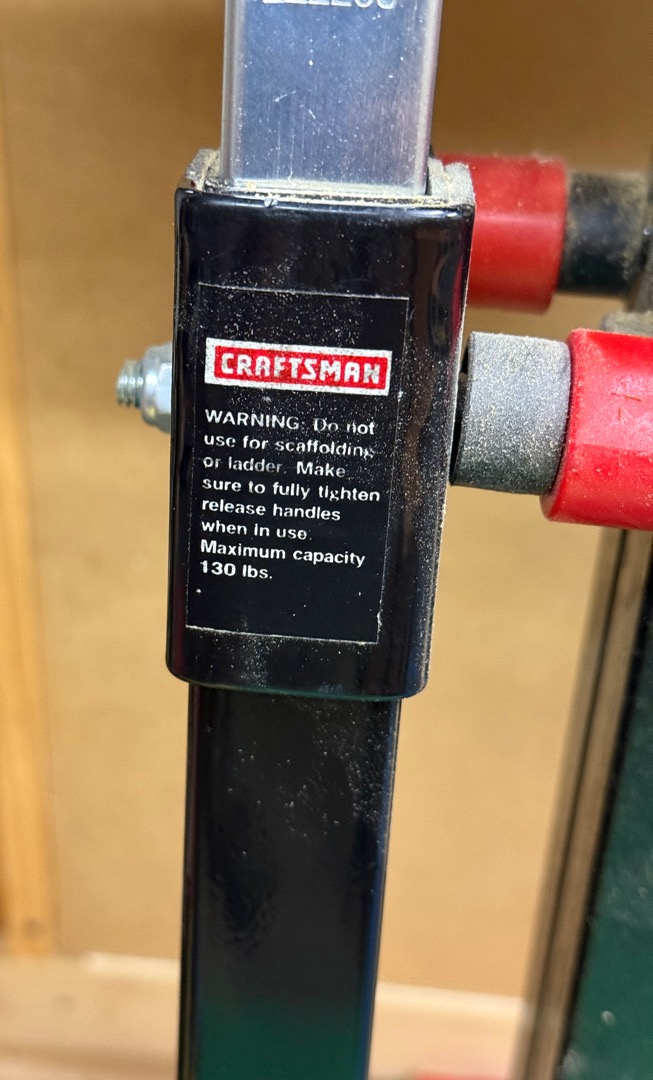 CRAFTSMAN
WARNING: Do not
use for scaffolding
or ladder. Make
sure to fully tighten
release handles
when in use.
Maximum capacity
130 lbs.